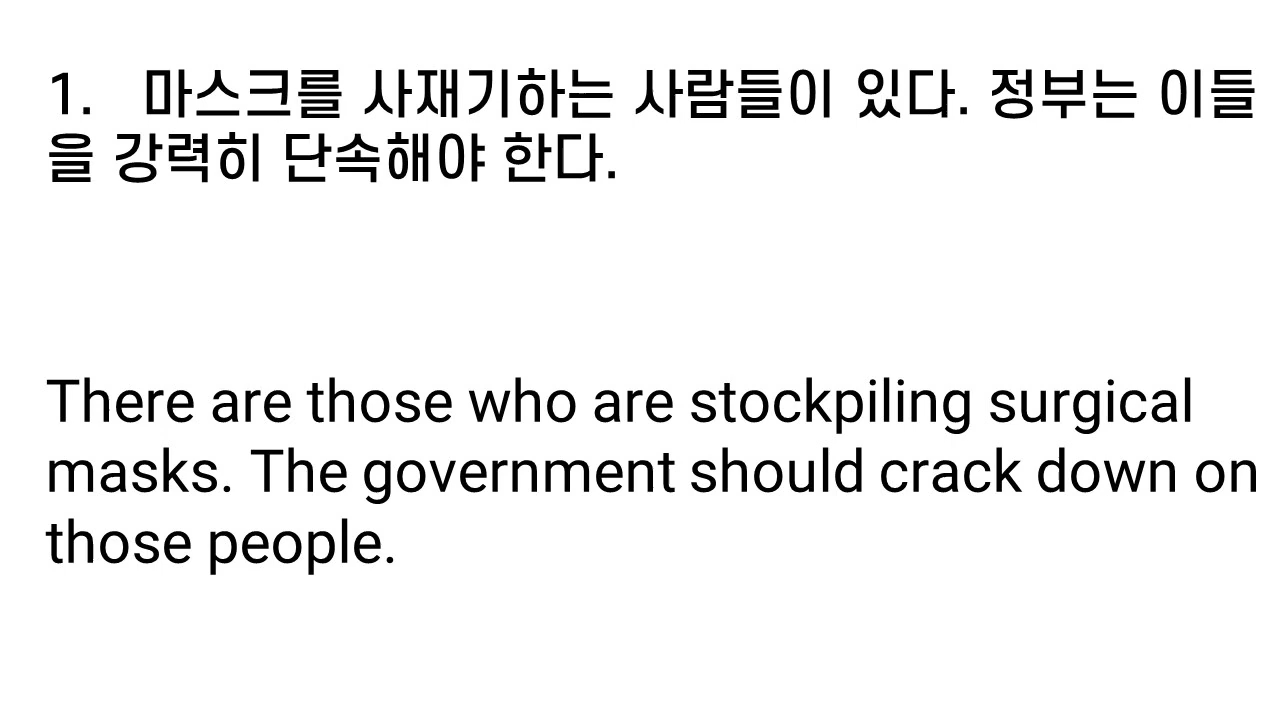 1. 마스크를 사재기하는 사람들이 있다. 정부는 이들
을 강력히 단속해야 한다.
There are those who are stockpiling surgical
masks. The government should crack down on
those people.